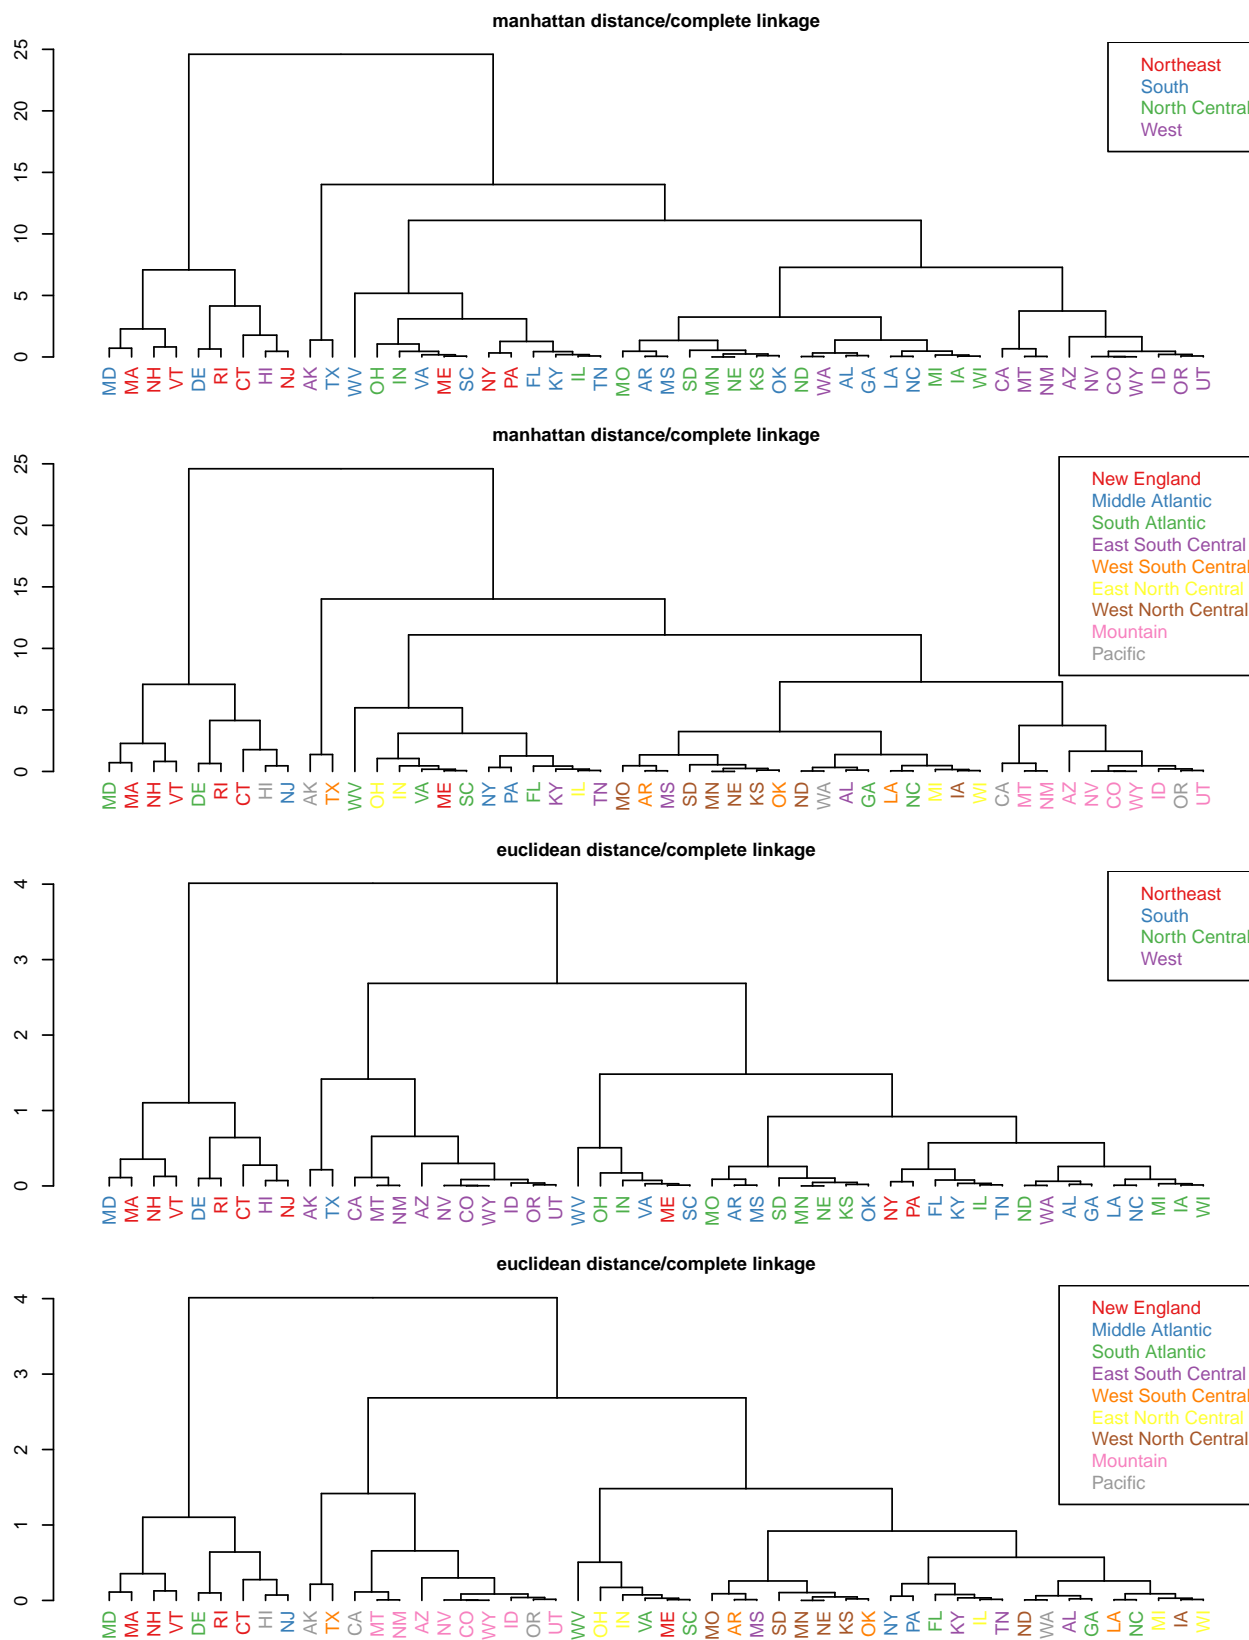 manhattan distance/complete linkage
25
20
15
10
5
0
Northeast
South
North Central
West
MD MA NH VT DE RI CT HI NJ AK TX WV OH IN VA ME SC NY PA FL KY IL TN MO AR MS SD MN NE KS OK ND WA AL GA LA NC MI IA WI CA MT NM AZ NV CO WY ID OR UT
manhattan distance/complete linkage
25
20
15
10
5
0
New England
Middle Atlantic
South Atlantic
East South Central
West South Central
East North Central
West North Central
Mountain
Pacific
MD MA NH VT DE RI CT HI NJ AK TX WV OH IN VA ME SC NY PA FL KY IL TN MO AR MS SD MN NE KS OK ND WA AL GA LA NC MI IA WI CA MT NM AZ NV CO WY ID OR UT
euclidean distance/complete linkage
4
3
2
1
0
Northeast
South
North Central
West
MD MA NH VT DE RI CT HI NJ AK TX CA MT NM AZ NV CO WY ID OR UT WV OH IN VA ME SC MO AR MS SD MN NE KS OK NY PA FL KY IL TN ND WA AL GA LA NC MI IA WI
euclidean distance/complete linkage
4
3
2
1
0
New England
Middle Atlantic
South Atlantic
East South Central
West South Central
East North Central
West North Central
Mountain
Pacific
MD MA NH VT DE RI CT HI NJ AK TX CA MT NM AZ NV CO WY ID OR UT WV OH IN VA ME SC MO AR MS SD MN NE KS OK NY PA FL KY IL TN ND WA AL GA LA NC MI IA WI